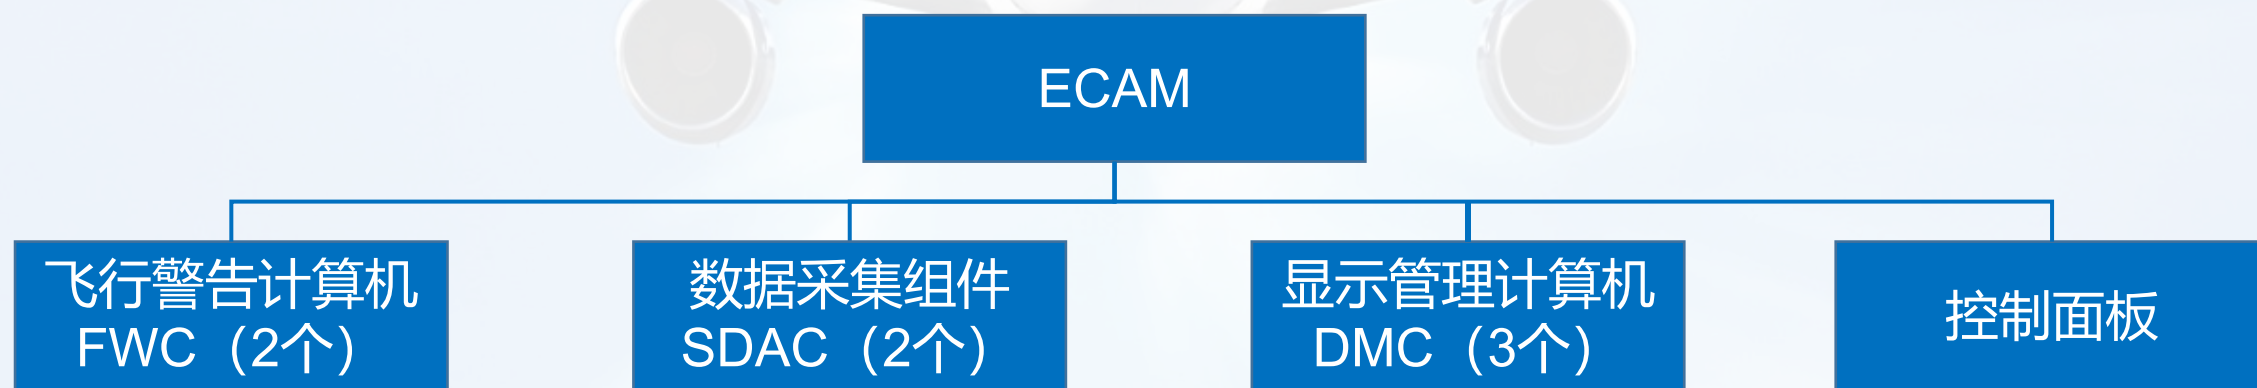 ECAM
飞行警告计算机
FWC（2个）
数据采集组件
SDAC（2个）
显示管理计算机
DMC（3个）
控制面板